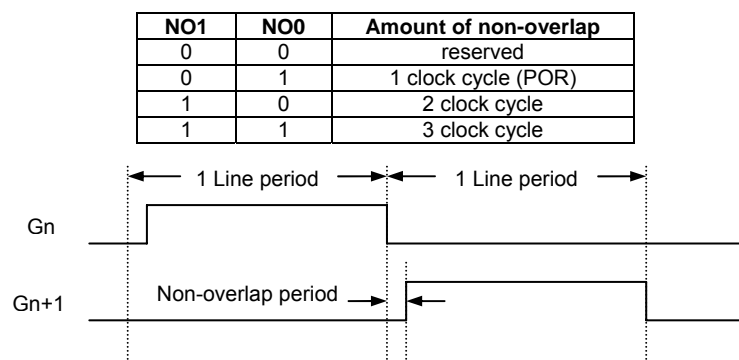 NO1 NO0 Amount of non-overlap
0 0 reserved
0 1 1 clock cycle (POR)
1 0 2 clock cycle
1 1 3 clock cycle
1 Line period 1 Line period
Gn
Non-overlap period
Gn+1